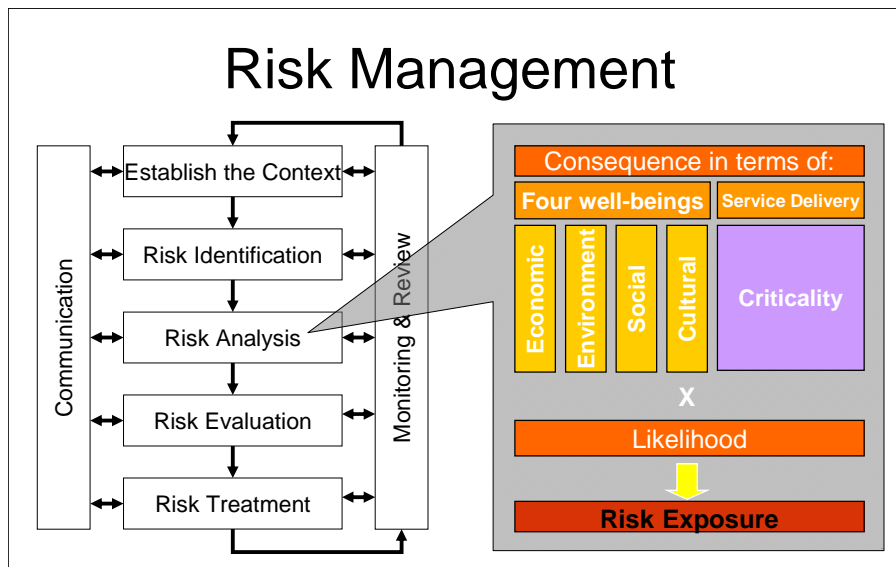 Risk Management
Communication
Establish the Context
Risk Identification
Risk Analysis
Risk Evaluation
Risk Treatment
Monitoring & Review
Consequence in terms of:
Four well-beings
Service Delivery
Economic
Environment
Social
Cultural
Criticality
X
Likelihood
Risk Exposure